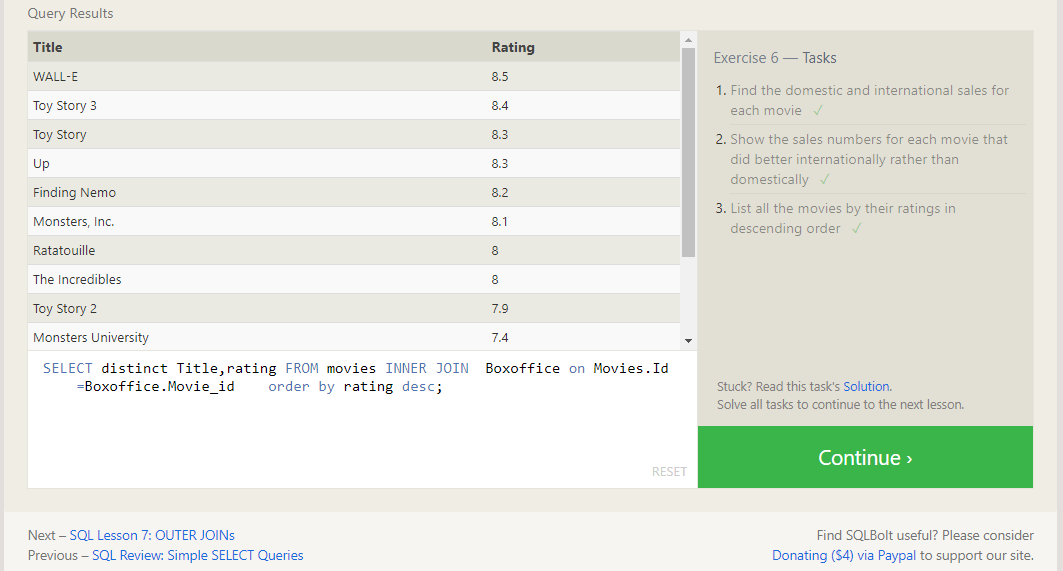 Query Results
Title Rating
WALL-E 8.5
Toy Story 3 8.4
Toy Story 8.3
Up 8.3
Finding Nemo 8.2
Monsters, Inc. 8.1
Ratatouille 8
The Incredibles 8
Toy Story 2 7.9
Monsters University 7.4
SELECT distinct Title,rating FROM movies INNER JOIN  Boxoffice on Movies.Id
=Boxoffice.Movie_id    order by rating desc;
RESET
Exercise 6 — Tasks
1. Find the domestic and international sales for
each movie ✓
2. Show the sales numbers for each movie that
did better internationally rather than
domestically ✓
3. List all the movies by their ratings in
descending order ✓
Stuck? Read this task's Solution.
Solve all tasks to continue to the next lesson.
Continue ›
Next – SQL Lesson 7: OUTER JOINs
Previous – SQL Review: Simple SELECT Queries
Find SQLBolt useful? Please consider
Donating ($4) via Paypal to support our site.